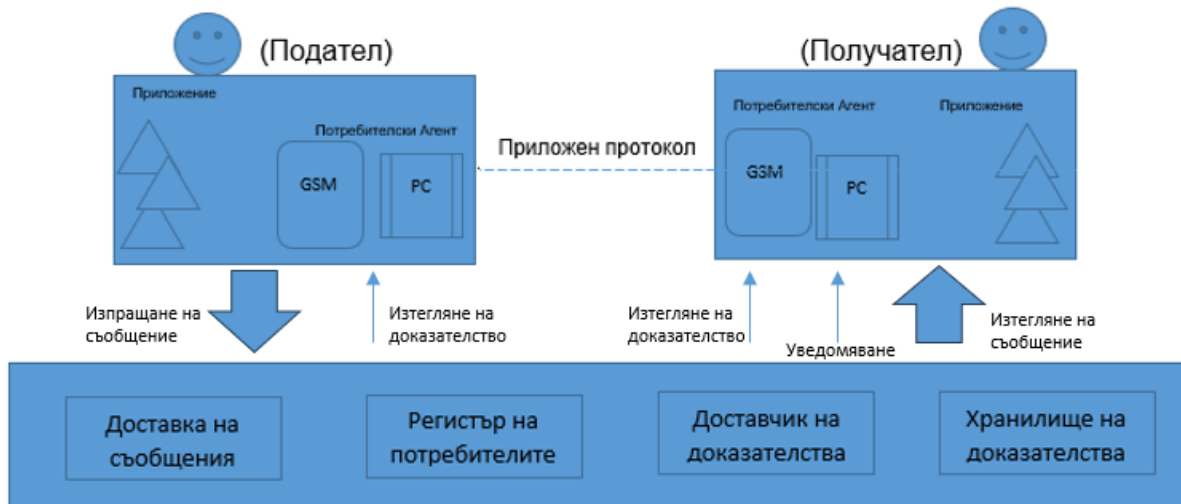 (Подател)
(Получател)
Приложение
Потребителски Агент
GSM
PC
Приложен протокол
Потребителски Агент
Приложение
GSM
PC
Изпращане на
съобщение
Изтегляне на
доказателство
Изтегляне на
доказателство
Уведомяване
Изтегляне на
съобщение
Доставка на
съобщения
Регистър на
потребителите
Доставчик на
доказателства
Хранилище на
доказателства